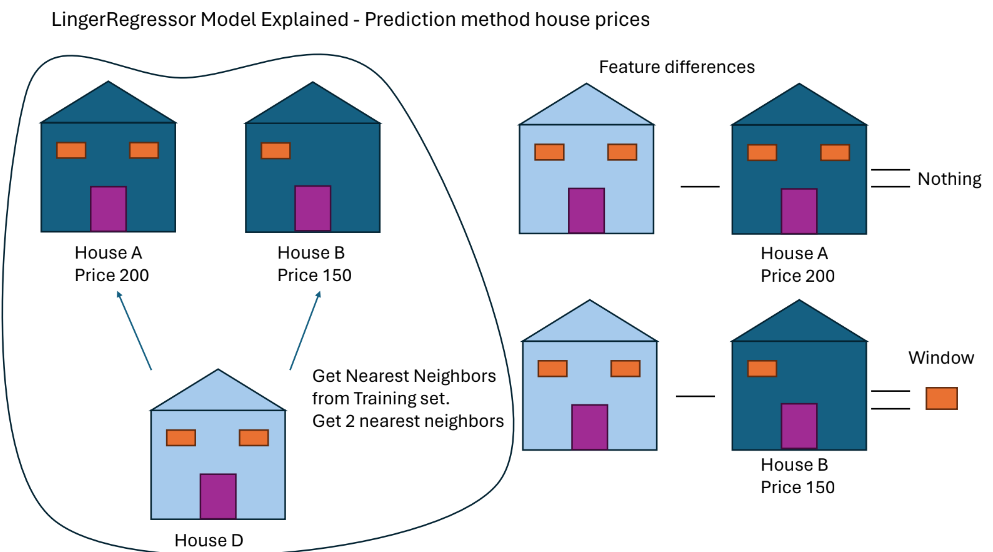 LingerRegressor Model Explained - Prediction method house prices
House A
Price 200
House B
Price 150
Get Nearest Neighbors
from Training set.
Get 2 nearest neighbors
House D
Feature differences
Nothing
House A
Price 200
Window
House B
Price 150